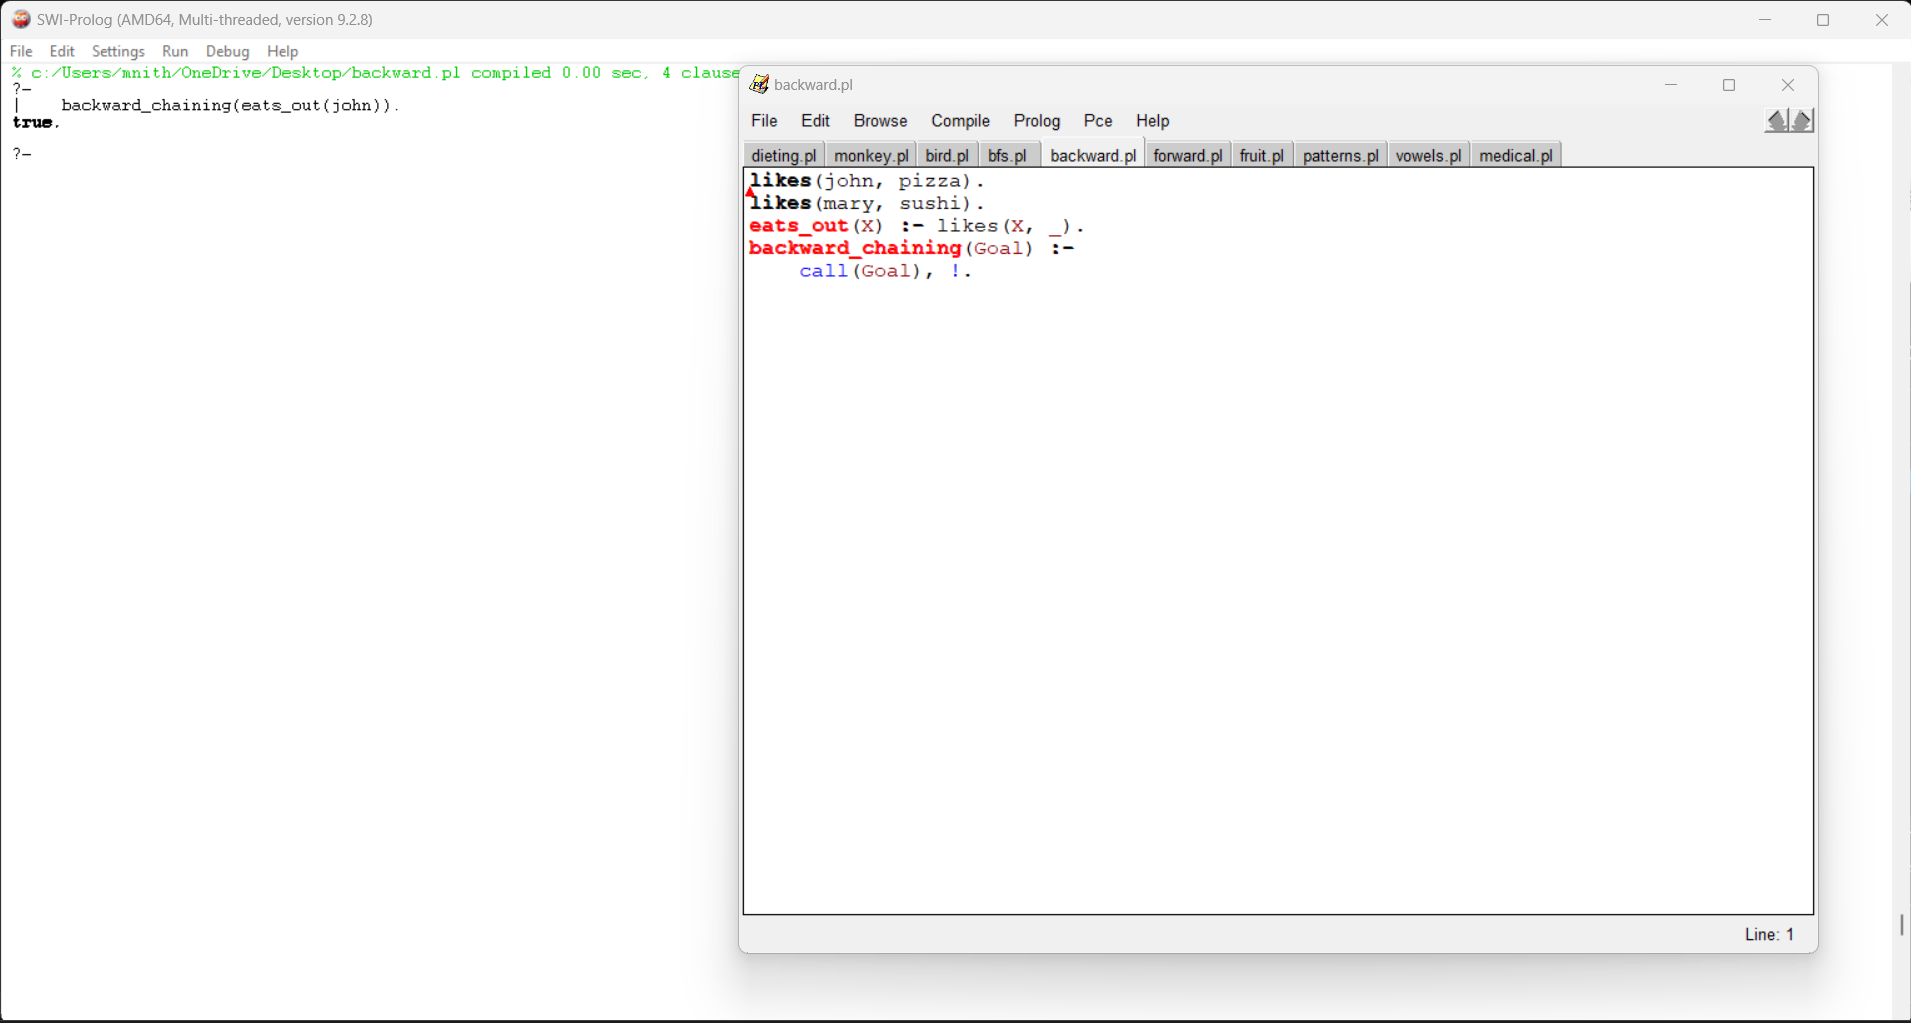 SWI-Prolog (AMD64, Multi-threaded, version 9.2.8)
File Edit Settings Run Debug Help
% c:/Users/mnith/OneDrive/Desktop/backward.pl compiled 0.00 sec, 4 clause
?-
|    backward_chaining(eats_out(john)).
true.
?-
backward.pl
File Edit Browse Compile Prolog Pce Help
dieting.pl monkey.pl bird.pl bfs.pl backward.pl forward.pl fruit.pl patterns.pl vowels.pl medical.pl
likes(john, pizza).
likes(mary, sushi).
eats_out(X) :- likes(X, _).
backward_chaining(Goal) :-
    call(Goal), !.
Line: 1